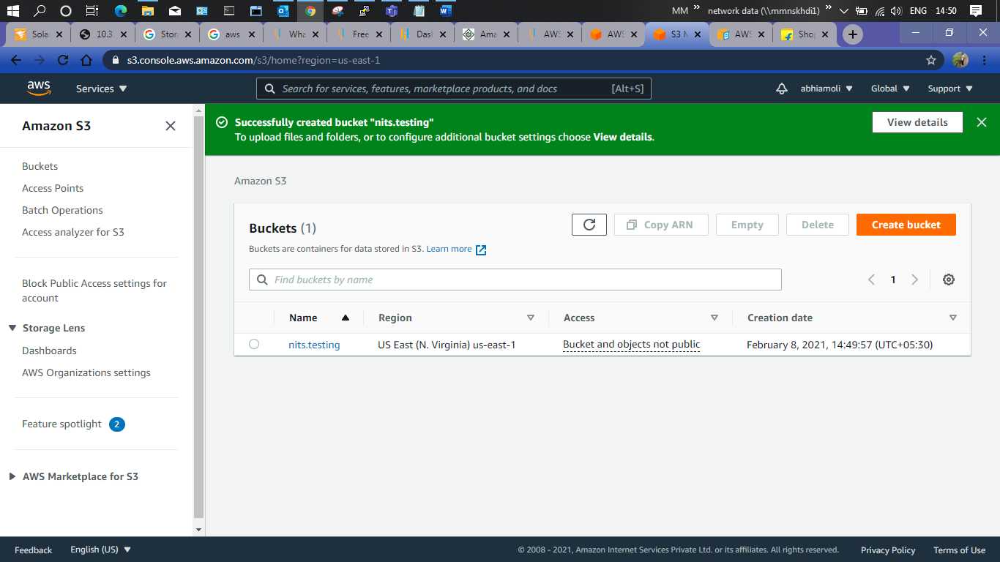 MM » network data (\\mmnskhdi1) » ENG 14:50
Sola 10.3 Stora aws Wha Free Dash Ama AWS AWS S3 M AWS Shop
s3.console.aws.amazon.com/s3/home?region=us-east-1
aws Services Search for services, features, marketplace products, and docs [Alt+S] abhiamoli Global Support
Amazon S3
Buckets
Access Points
Batch Operations
Access analyzer for S3
Block Public Access settings for
account
Storage Lens
Dashboards
AWS Organizations settings
Feature spotlight 2
AWS Marketplace for S3
Successfully created bucket "nits.testing"
To upload files and folders, or to configure additional bucket settings choose View details.
View details
Amazon S3
Buckets (1)
Copy ARN Empty Delete Create bucket
Buckets are containers for data stored in S3. Learn more
Find buckets by name
1
Name Region Access Creation date
nits.testing US East (N. Virginia) us-east-1 Bucket and objects not public February 8, 2021, 14:49:57 (UTC+05:30)
Feedback English (US) © 2008 - 2021, Amazon Internet Services Private Ltd. or its affiliates. All rights reserved. Privacy Policy Terms of Use